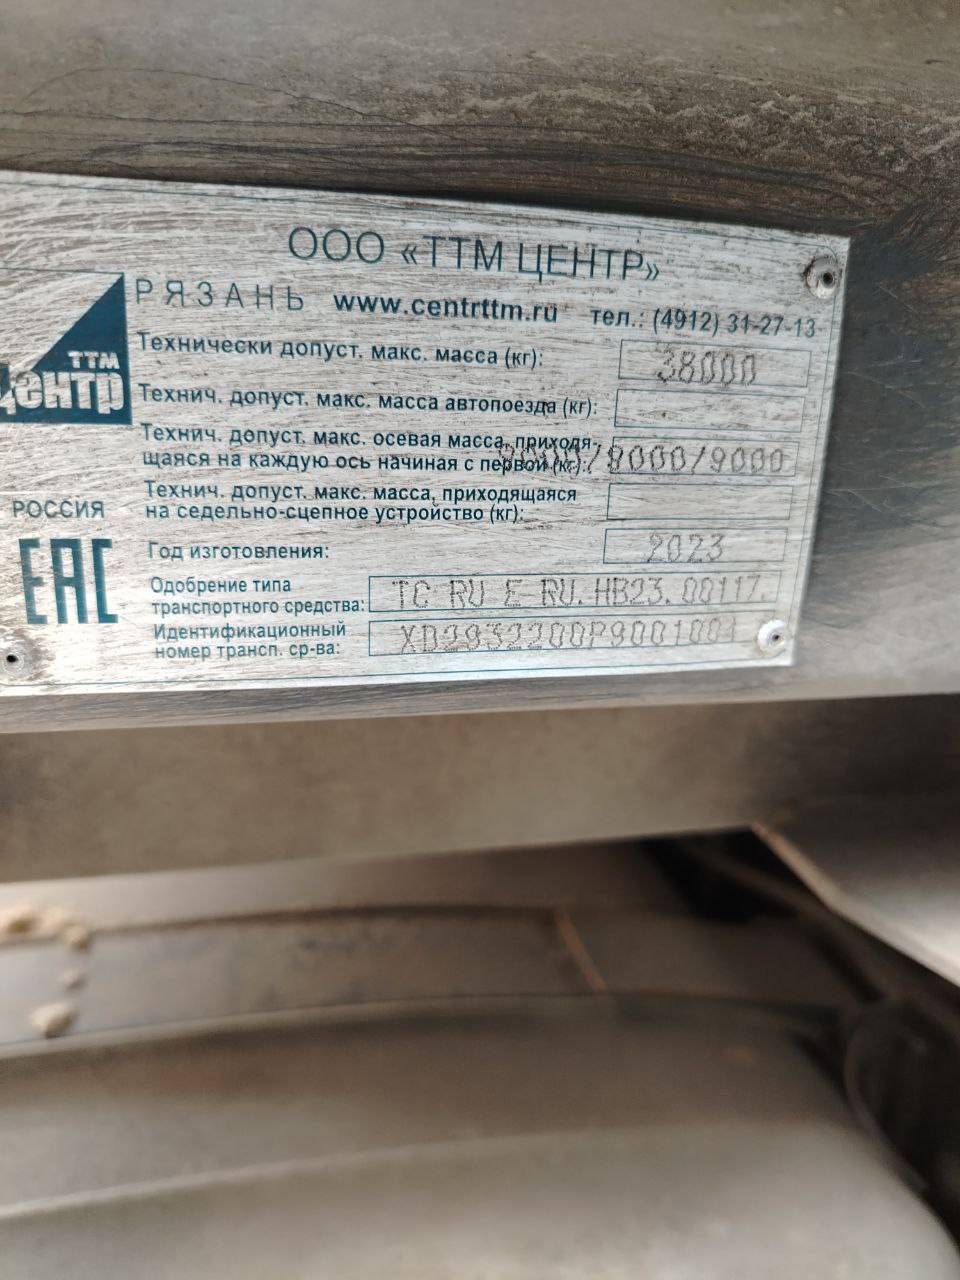 ООО «ТТМ ЦЕНТР»
РЯЗАНЬ www.centrttm.ru тел.: (4912) 31-27-13
ТТМ
Центр
Технически допуст. макс. масса (кг): 38000
Технич. допуст. макс. масса автопоезда (кг):
Технич. допуст. макс. осевая масса, приходя-
щаяся на каждую ось начиная с первой (кг): 9000/9000/9000
Технич. допуст. макс. масса, приходящаяся
на седельно-сцепное устройство (кг):
РОССИЯ
EAC
Год изготовления: 2023
Одобрение типа
транспортного средства: ТС RU Е-RU.НВ23.00117.
Идентификационный
номер трансп. ср-ва: XD2932200P9001004